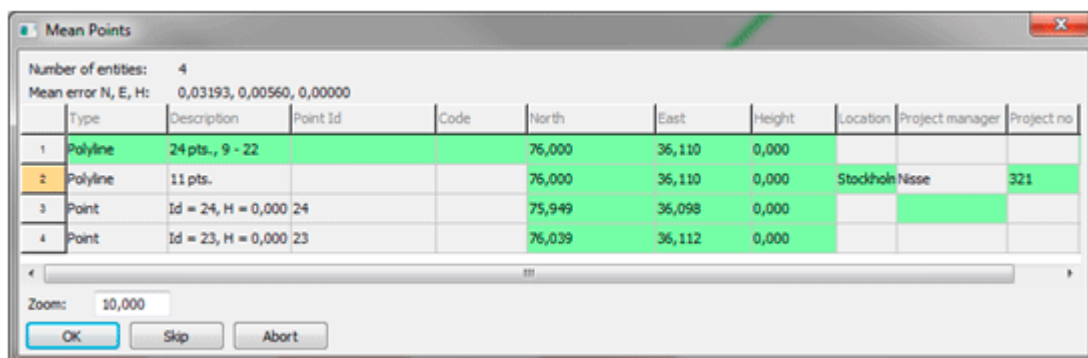 Mean Points
Number of entities: 4
Mean error N, E, H: 0,03193, 0,00560, 0,00000
Type Description Point Id Code North East Height Location Project manager Project no
1 Polyline 24 pts., 9 - 22 76,000 36,110 0,000
2 Polyline 11 pts. 76,000 36,110 0,000 Stockholm Nisse 321
3 Point Id = 24, H = 0,000 24 75,949 36,098 0,000
4 Point Id = 23, H = 0,000 23 76,039 36,112 0,000
Zoom: 10,000
OK Skip Abort